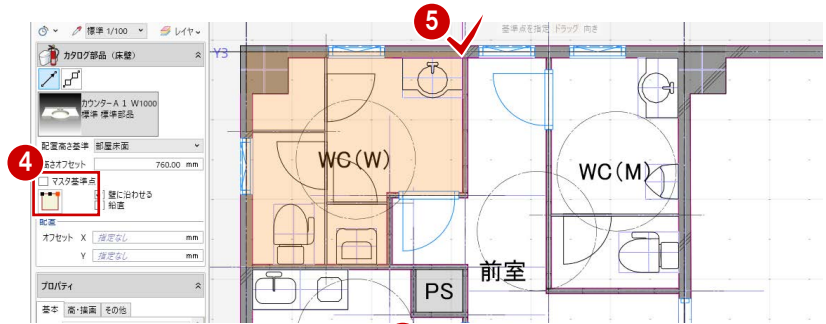 標準 1/100
レイヤ
5
基準点を指定 ドラッグ 向き
カタログ部品（床壁）
Y3
カウンターA 1 W1000
標準 標準部品
配置高さ基準 部屋床面
高さオフセット 760.00 mm
4
マスタ基準点
壁に沿わせる
鉛直
配置
オフセット X 指定なし mm
Y 指定なし mm
プロパティ
基本 高・描画 その他
WC(W)
WC(M)
前室
PS